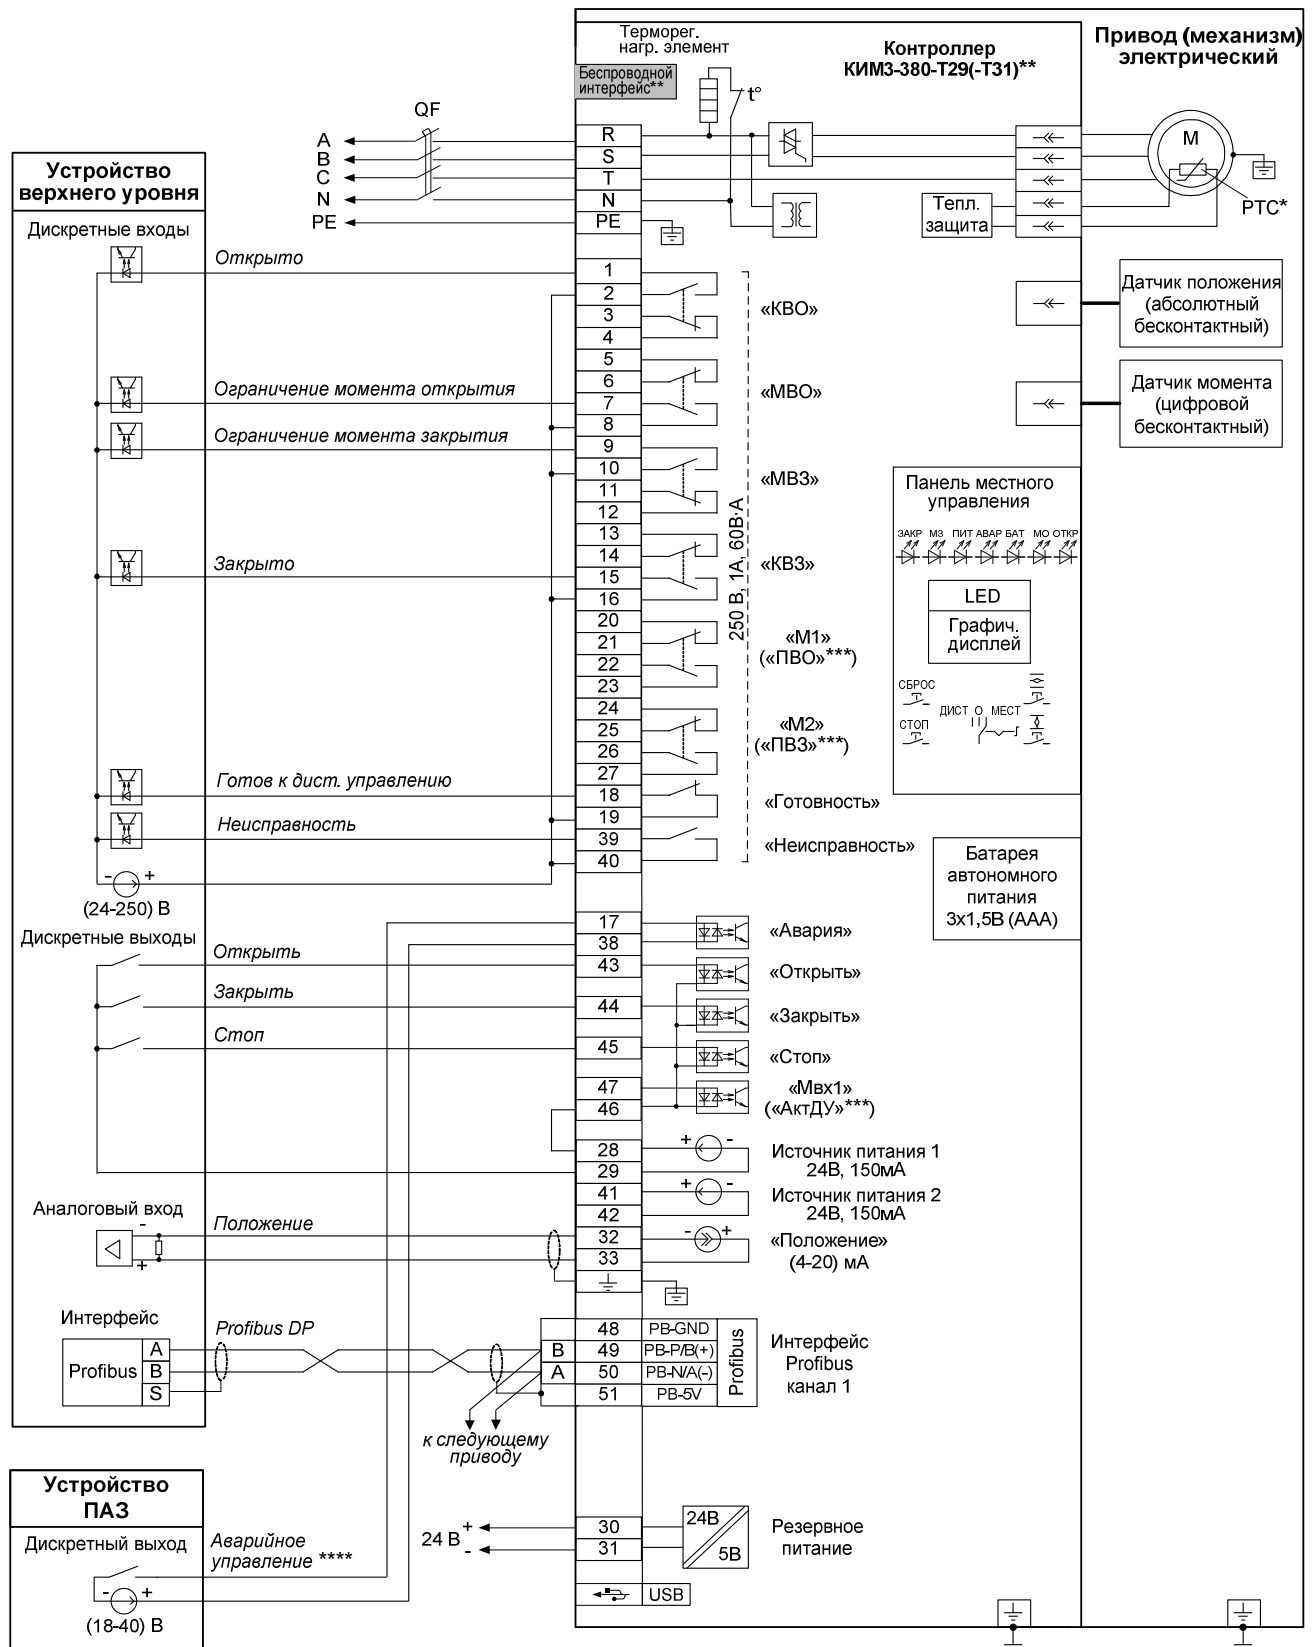 Терморег.
нагр. элемент
Беспроводной
интерфейс**
Контроллер
КИМ3-380-Т29(-Т31)**
Привод (механизм)
электрический
QF
A
B
C
N
PE
R
S
T
N
PE
t°
Тепл.
защита
M
PTC*
Устройство
верхнего уровня
Дискретные входы
Открыто
Ограничение момента открытия
Ограничение момента закрытия
Закрыто
Готов к дист. управлению
Неисправность
- +
(24-250) В
1
2
3
4
«КВО»
5
6
7
8
«МВО»
9
10
11
12
«МВЗ»
13
14
15
16
«КВЗ»
20
21
22
23
«М1»
(«ПВО»***)
24
25
26
27
«М2»
(«ПВЗ»***)
18
19
«Готовность»
39
40
«Неисправность»
250 В, 1А, 60В·А
Датчик положения
(абсолютный
бесконтактный)
Датчик момента
(цифровой
бесконтактный)
Панель местного
управления
ЗАКР МЗ ПИТ АВАР БАТ МО ОТКР
LED
Графич.
дисплей
СБРОС
СТОП
ДИСТ О МЕСТ
Батарея
автономного
питания
3x1,5В (ААА)
Дискретные выходы
Открыть
Закрыть
Стоп
17
38
«Авария»
43
«Открыть»
44
«Закрыть»
45
«Стоп»
47
46
«Мвх1»
(«АктДУ»***)
28
29
+ -
Источник питания 1
24В, 150мА
41
42
+ -
Источник питания 2
24В, 150мА
Аналоговый вход
-
+
Положение
32
33
- +
«Положение»
(4-20) мА
Интерфейс
Profibus
A
B
S
Profibus DP
B
A
48 PB-GND
49 PB-P/B(+)
50 PB-N/A(-)
51 PB-5V
Profibus
Интерфейс
Profibus
канал 1
к следующему
приводу
Устройство
ПАЗ
Дискретный выход
Аварийное
управление ****
- +
(18-40) В
24 В
+
-
30
31
24В
5В
Резервное
питание
USB